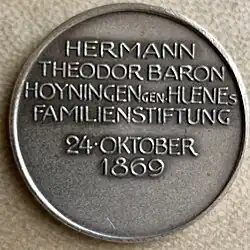 HERMANN
THEODOR BARON
HOYNINGEN GEN. HUENEs
FAMILIENSTIFTUNG
24·OKTOBER
1869